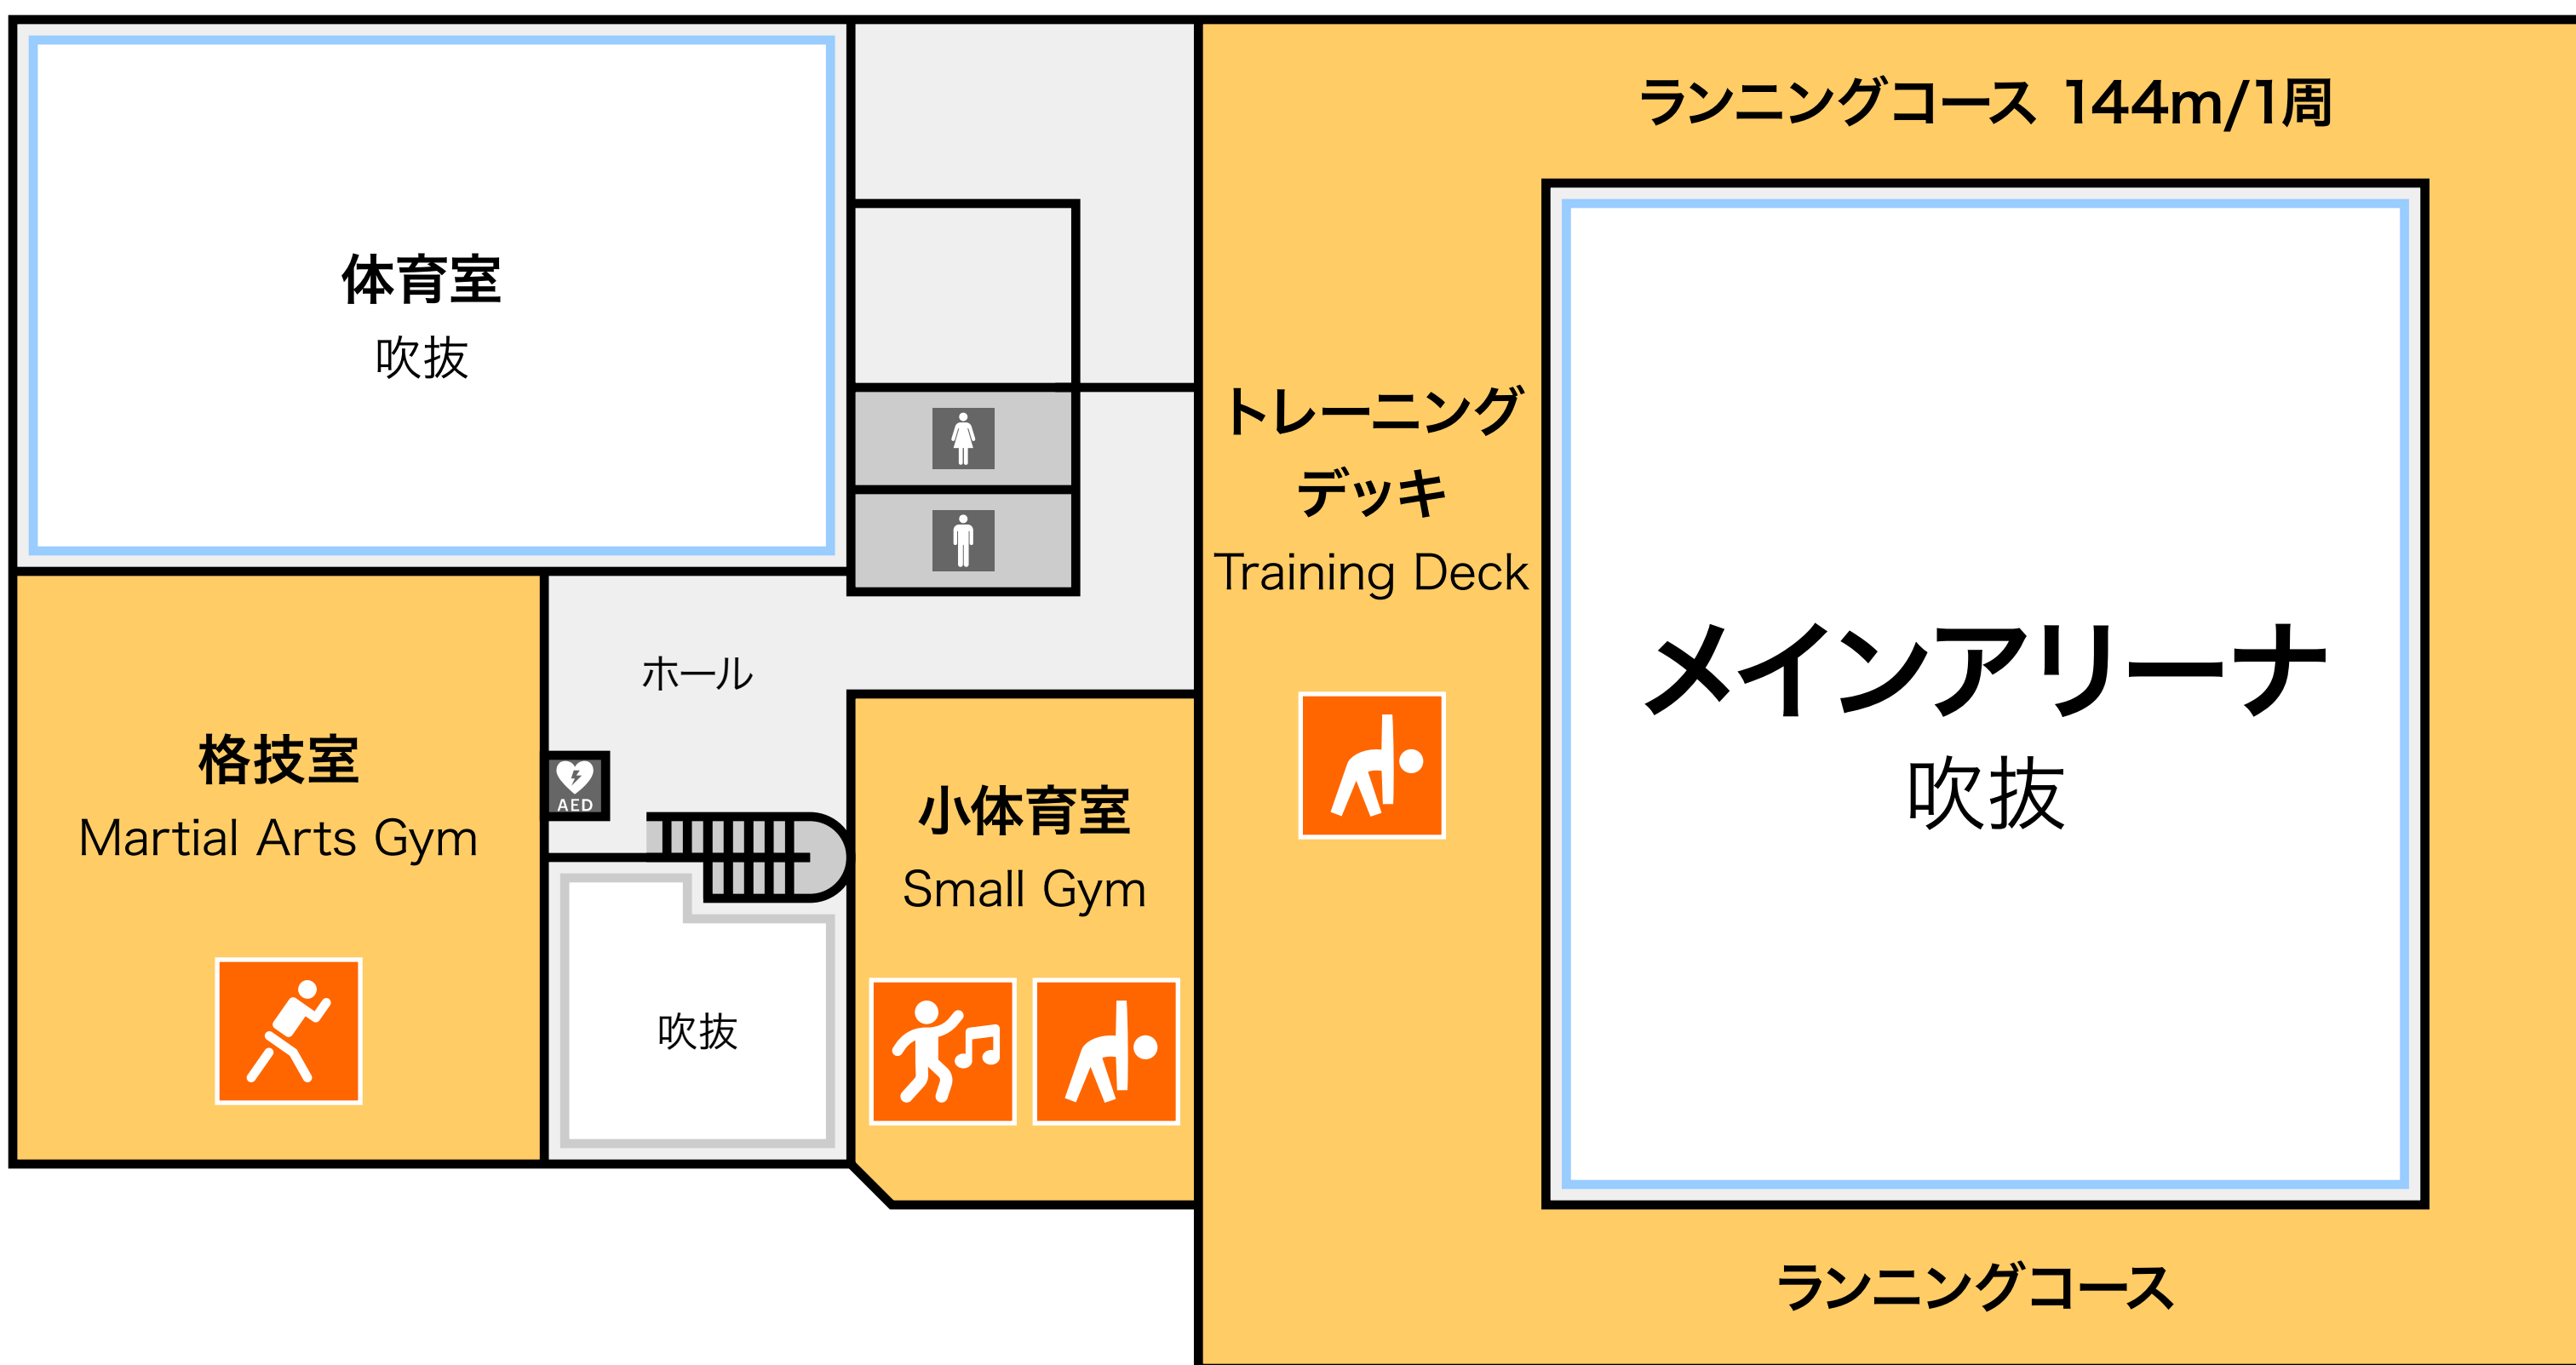 体育室
吹抜
ランニングコース 144m/1周
トレーニング
デッキ
Training Deck
メインアリーナ
吹抜
ホール
格技室
Martial Arts Gym
AED
小体育室
Small Gym
吹抜
ランニングコース